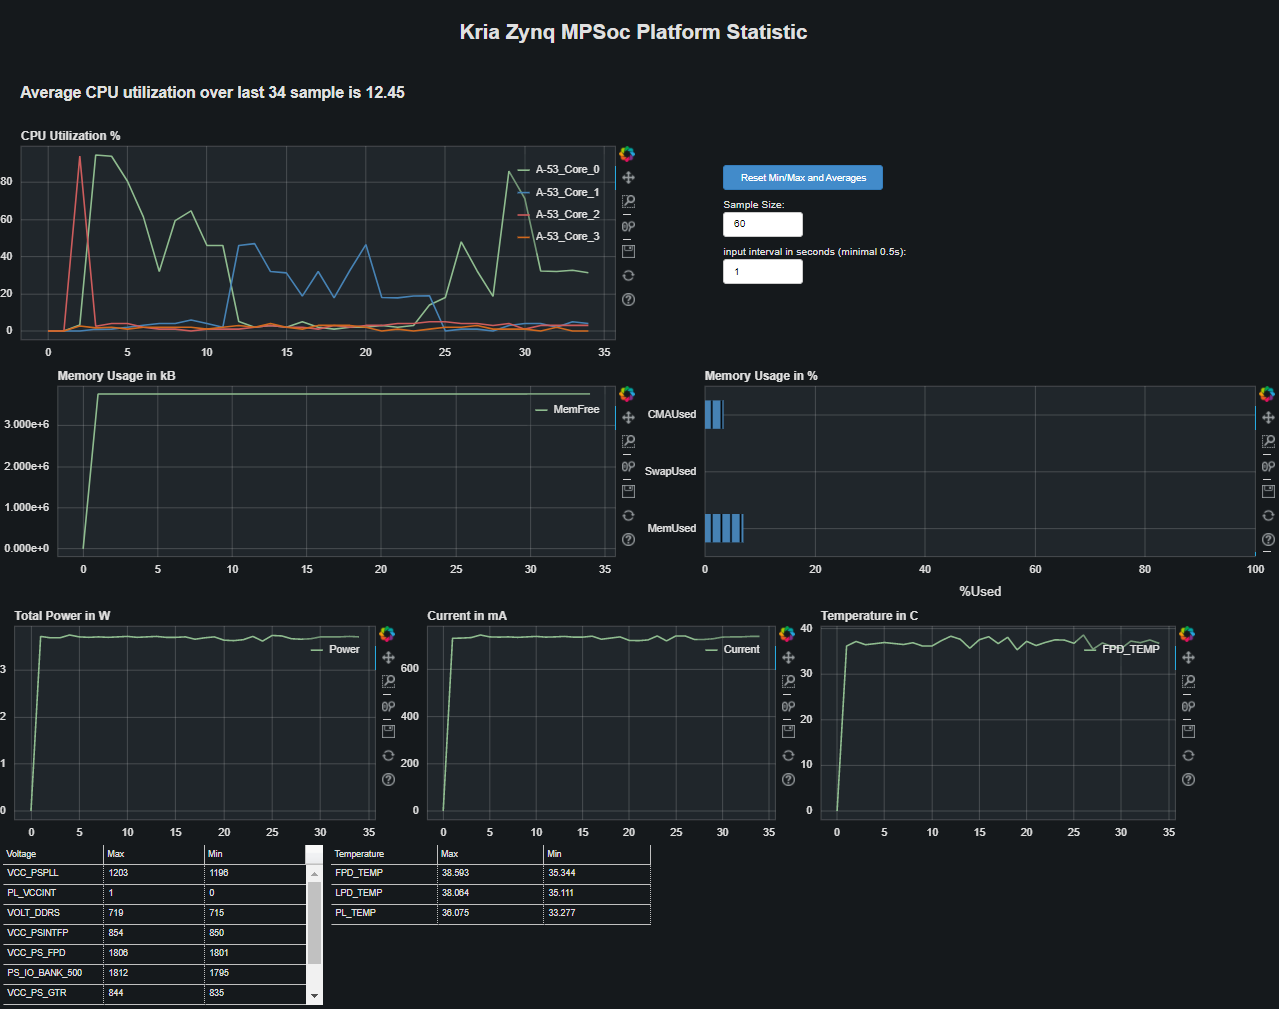 Kria Zynq MPSoc Platform Statistic
Average CPU utilization over last 34 sample is 12.45
CPU Utilization %
A-53_Core_0
A-53_Core_1
A-53_Core_2
A-53_Core_3
80
60
40
20
0
0 5 10 15 20 25 30 35
Reset Min/Max and Averages
Sample Size:
60
input interval in seconds (minimal 0.5s):
1
Memory Usage in kB
MemFree
3.000e+6
2.000e+6
1.000e+6
0.000e+0
0 5 10 15 20 25 30 35
Memory Usage in %
CMAUsed
SwapUsed
MemUsed
0 20 40 60 80 100
%Used
Total Power in W
Power
3
2
1
0
0 5 10 15 20 25 30 35
Current in mA
Current
600
400
200
0
0 5 10 15 20 25 30 35
Temperature in C
FPD_TEMP
40
30
20
10
0
0 5 10 15 20 25 30 35
Voltage Max Min
VCC_PSPLL 1203 1196
PL_VCCINT 1 0
VOLT_DDRS 719 715
VCC_PSINTFP 854 850
VCC_PS_FPD 1806 1801
PS_IO_BANK_500 1812 1795
VCC_PS_GTR 844 835
Temperature Max Min
FPD_TEMP 38.593 35.344
LPD_TEMP 38.064 35.111
PL_TEMP 36.075 33.277